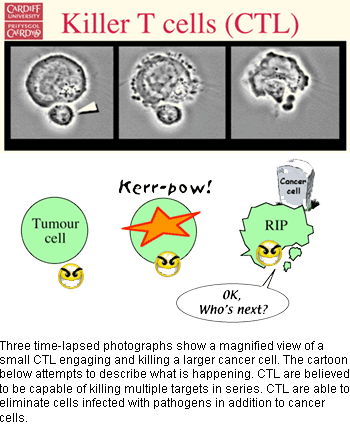 CARDIFF
UNIVERSITY
PRIFYSGOL
CAERDYDD
Killer T cells (CTL)
Kerr-pow!
Cancer
cell
Tumour
cell
RIP
OK,
Who's next?
Three time-lapsed photographs show a magnified view of a
small CTL engaging and killing a larger cancer cell. The cartoon
below attempts to describe what is happening. CTL are believed
to be capable of killing multiple targets in series. CTL are able to
eliminate cells infected with pathogens in addition to cancer
cells.